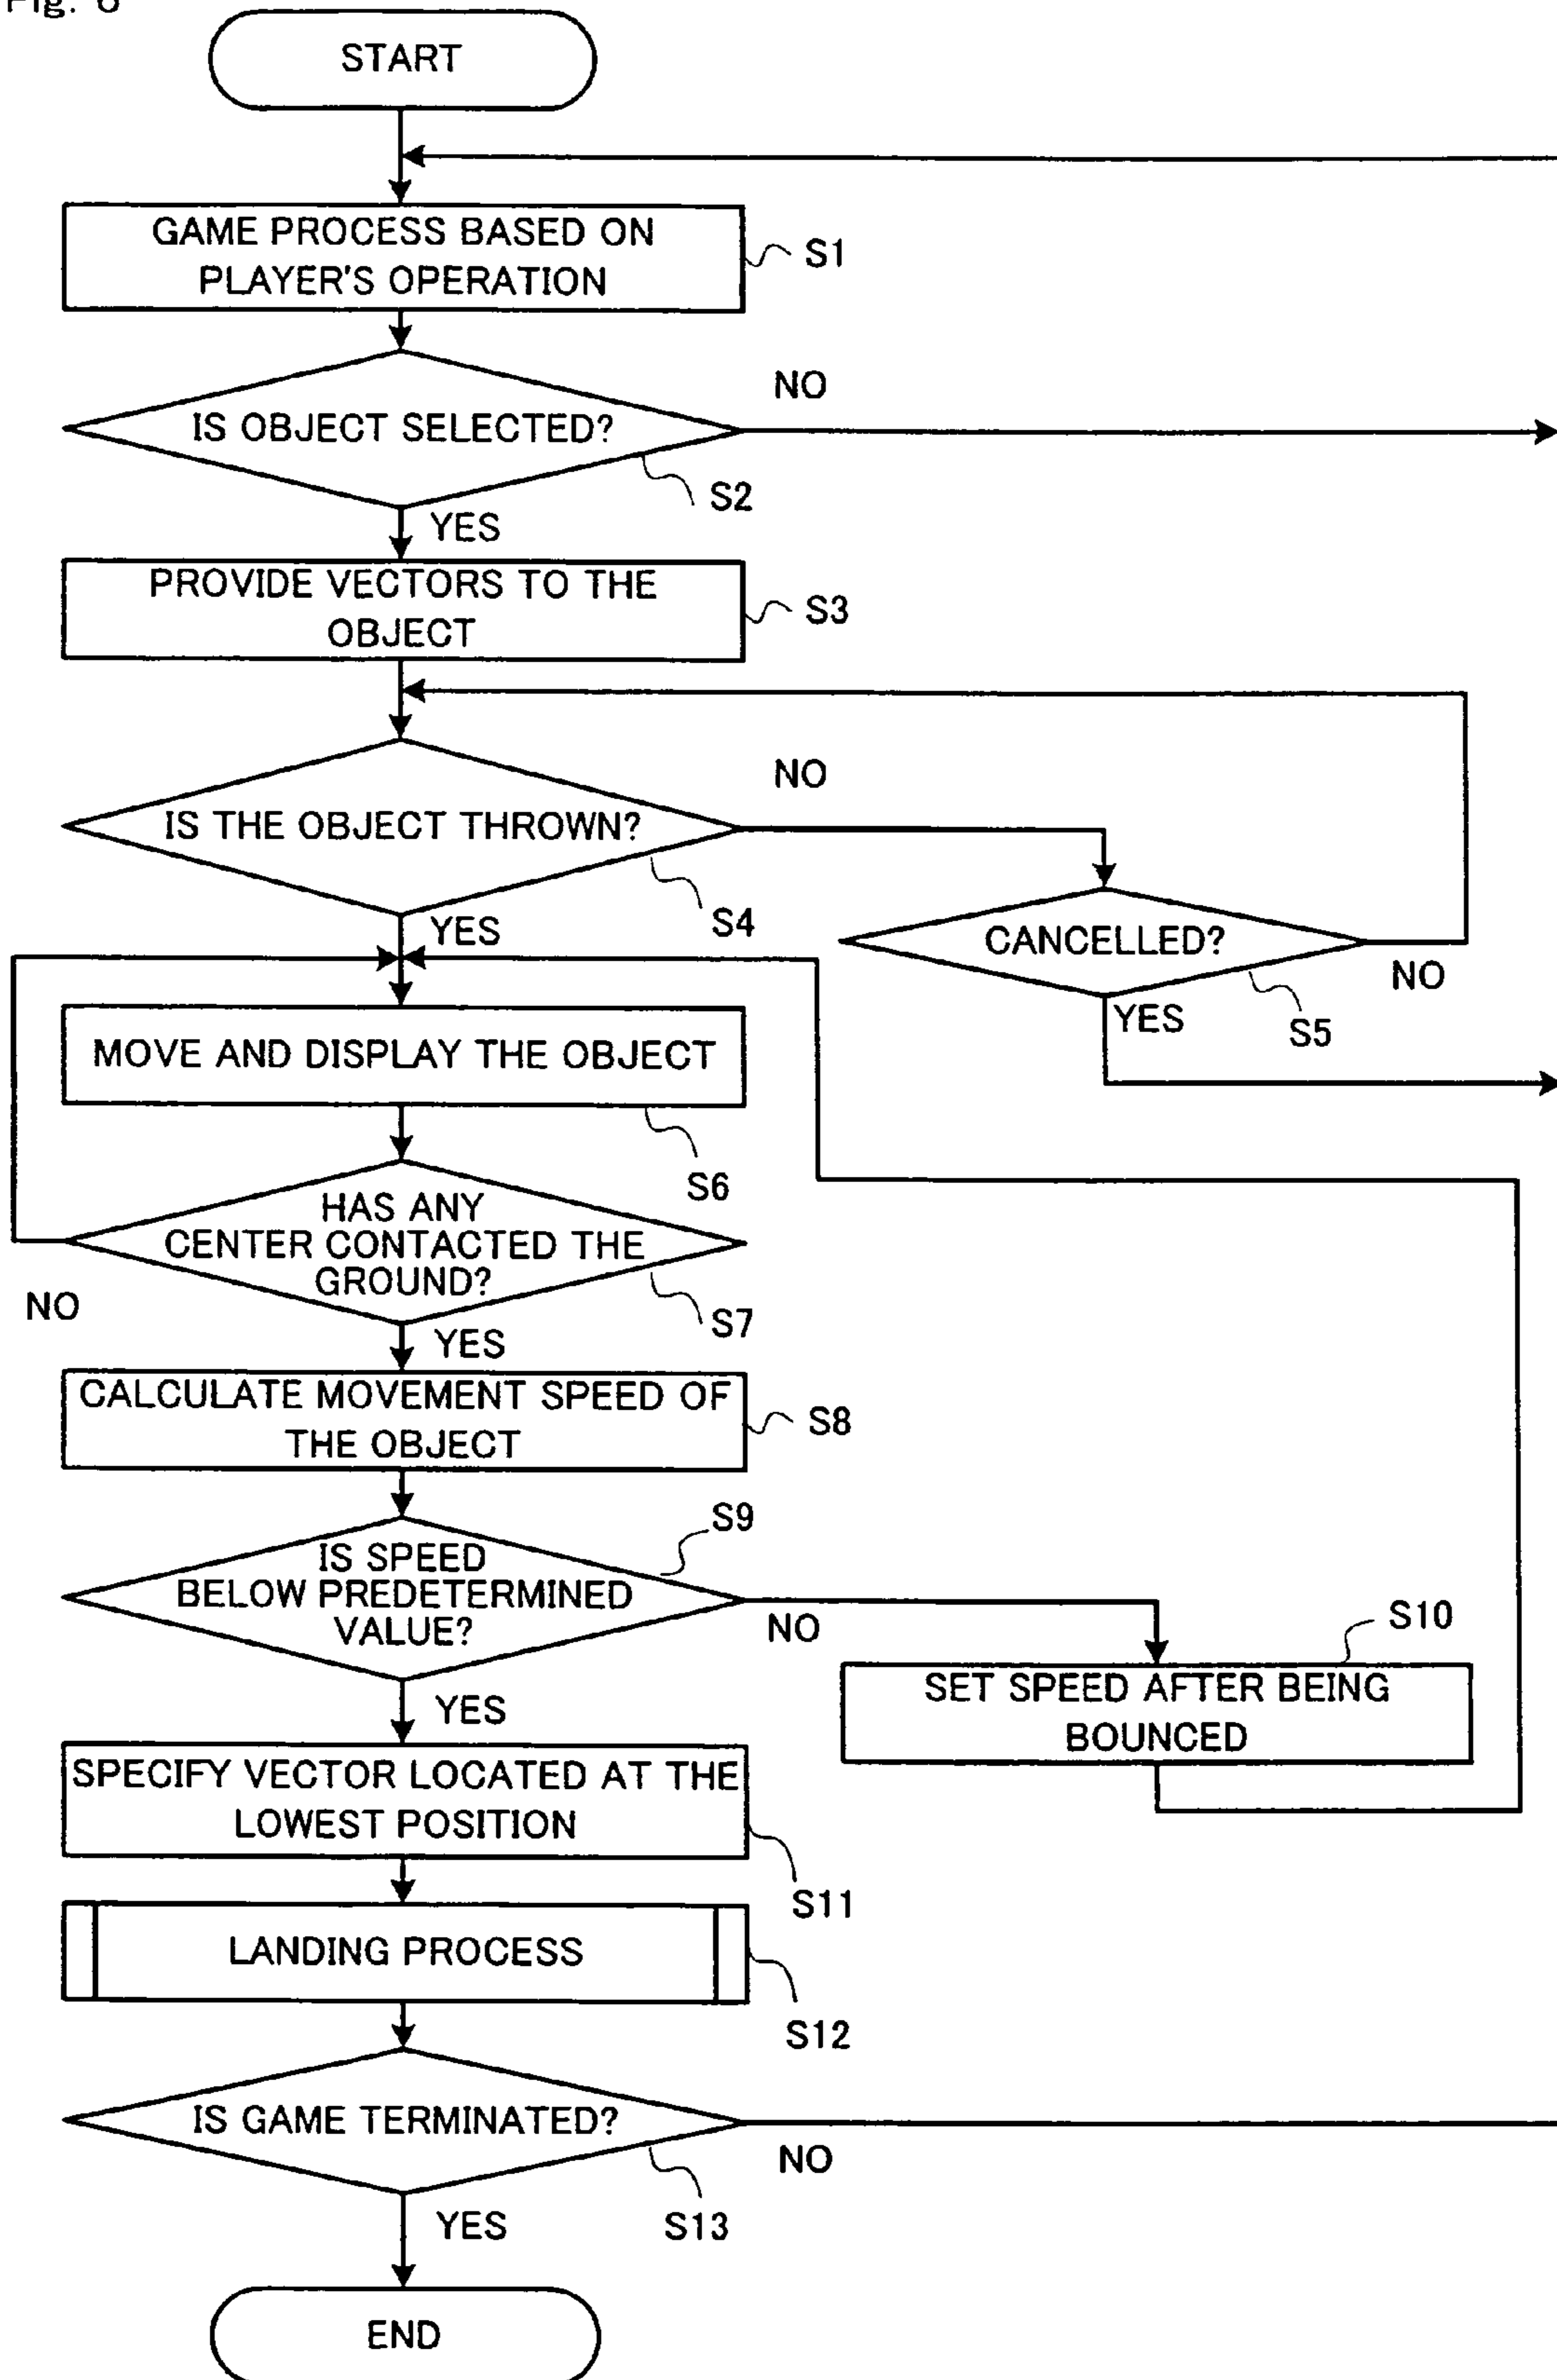 Fig. 6
START
GAME PROCESS BASED ON
PLAYER'S OPERATION
S1
NO
IS OBJECT SELECTED?
S2
YES
PROVIDE VECTORS TO THE
OBJECT
S3
NO
IS THE OBJECT THROWN?
S4
YES
CANCELLED?
NO
S5
YES
MOVE AND DISPLAY THE OBJECT
S6
HAS ANY
CENTER CONTACTED THE
GROUND?
NO
S7
YES
CALCULATE MOVEMENT SPEED OF
THE OBJECT
S8
S9
IS SPEED
BELOW PREDETERMINED
VALUE?
NO
S10
SET SPEED AFTER BEING
BOUNCED
YES
SPECIFY VECTOR LOCATED AT THE
LOWEST POSITION
S11
LANDING PROCESS
S12
IS GAME TERMINATED?
NO
S13
YES
END